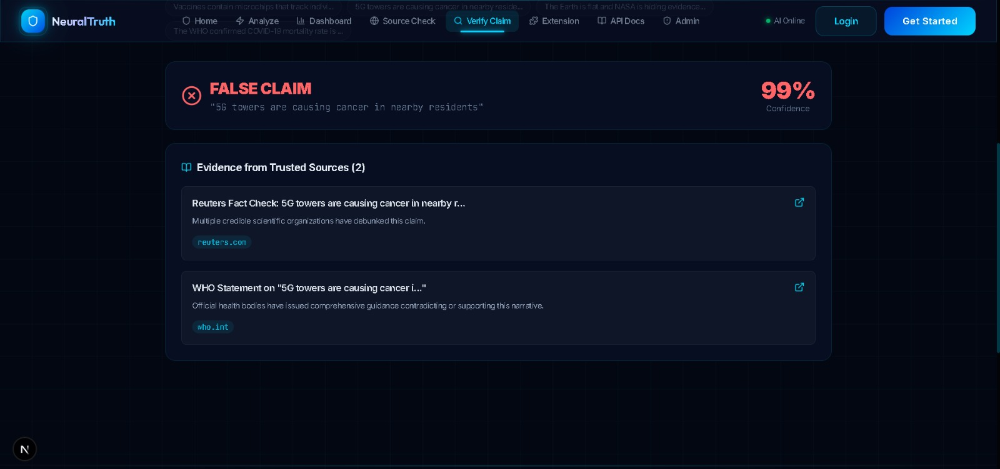 Vaccines contain microchips that track indivi...
5G towers are causing cancer in nearby reside...
The Earth is flat and NASA is hiding evidence...
NeuralTruth
Home
Analyze
Dashboard
Source Check
Verify Claim
Extension
API Docs
Admin
AI Online
Login
Get Started
The WHO confirmed COVID-19 mortality rate is ...
FALSE CLAIM
"5G towers are causing cancer in nearby residents"
99%
Confidence
Evidence from Trusted Sources (2)
Reuters Fact Check: 5G towers are causing cancer in nearby r...
Multiple credible scientific organizations have debunked this claim.
reuters.com
WHO Statement on "5G towers are causing cancer i..."
Official health bodies have issued comprehensive guidance contradicting or supporting this narrative.
who.int
N